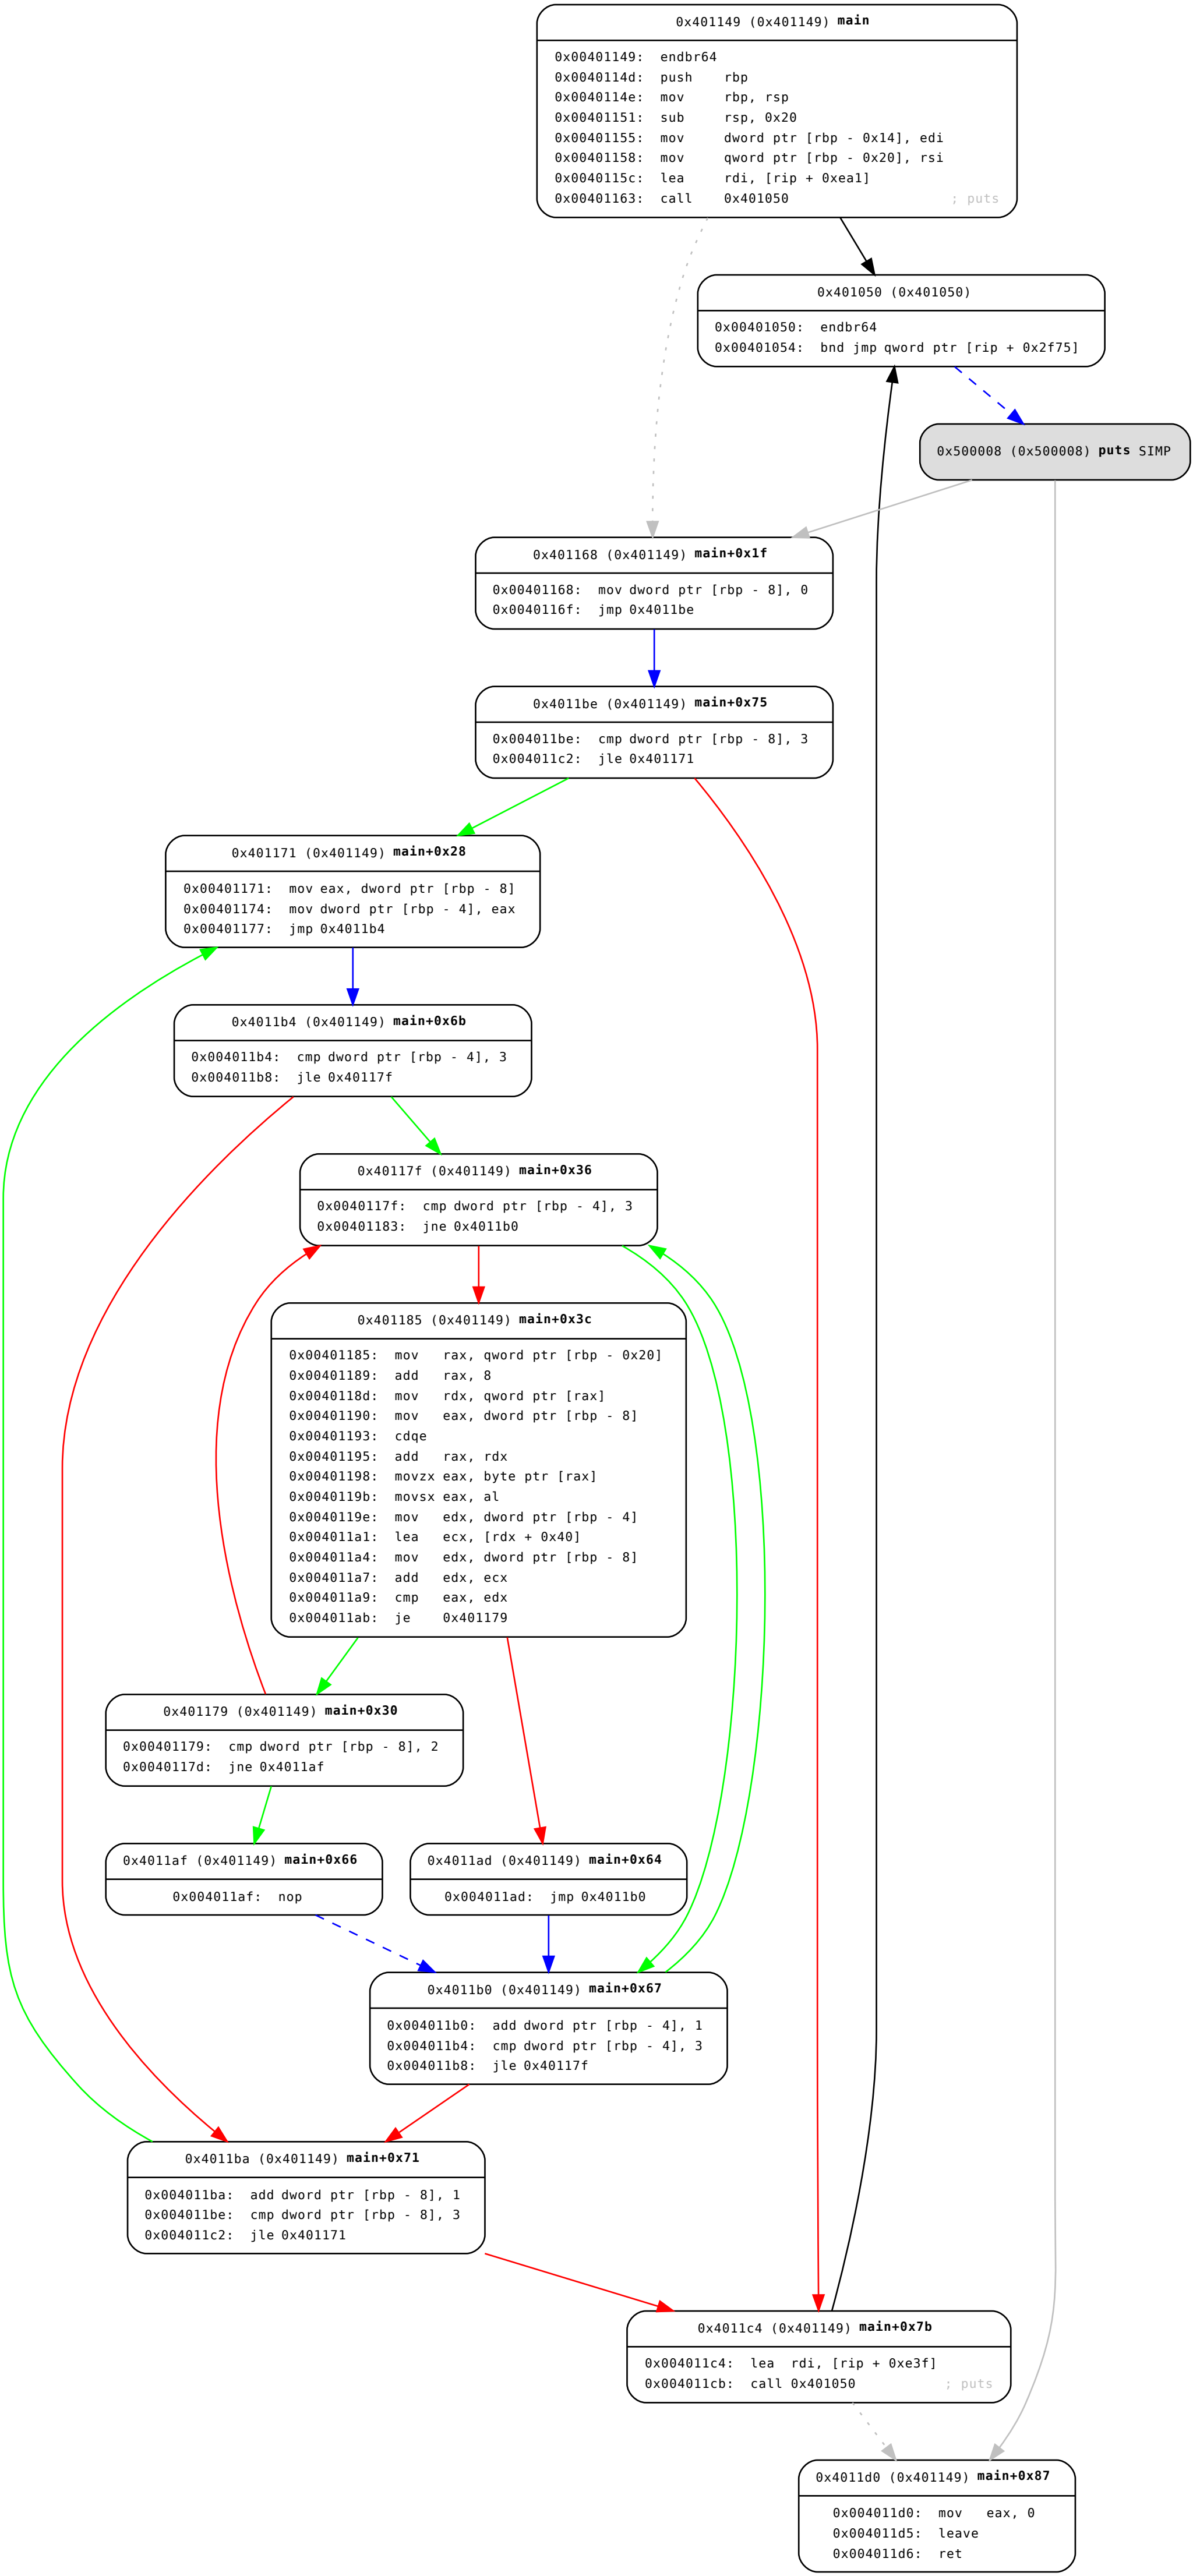 0x401149 (0x401149) main
0x00401149: endbr64
0x0040114d: push rbp
0x0040114e: mov rbp, rsp
0x00401151: sub rsp, 0x20
0x00401155: mov dword ptr [rbp - 0x14], edi
0x00401158: mov qword ptr [rbp - 0x20], rsi
0x0040115c: lea rdi, [rip + 0xea1]
0x00401163: call 0x401050 ; puts
0x401050 (0x401050)
0x00401050: endbr64
0x00401054: bnd jmp qword ptr [rip + 0x2f75]
0x500008 (0x500008) puts SIMP
0x401168 (0x401149) main+0x1f
0x00401168: mov dword ptr [rbp - 8], 0
0x0040116f: jmp 0x4011be
0x4011be (0x401149) main+0x75
0x004011be: cmp dword ptr [rbp - 8], 3
0x004011c2: jle 0x401171
0x401171 (0x401149) main+0x28
0x00401171: mov eax, dword ptr [rbp - 8]
0x00401174: mov dword ptr [rbp - 4], eax
0x00401177: jmp 0x4011b4
0x4011b4 (0x401149) main+0x6b
0x004011b4: cmp dword ptr [rbp - 4], 3
0x004011b8: jle 0x40117f
0x40117f (0x401149) main+0x36
0x0040117f: cmp dword ptr [rbp - 4], 3
0x00401183: jne 0x4011b0
0x401185 (0x401149) main+0x3c
0x00401185: mov rax, qword ptr [rbp - 0x20]
0x00401189: add rax, 8
0x0040118d: mov rdx, qword ptr [rax]
0x00401190: mov eax, dword ptr [rbp - 8]
0x00401193: cdqe
0x00401195: add rax, rdx
0x00401198: movzx eax, byte ptr [rax]
0x0040119b: movsx eax, al
0x0040119e: mov edx, dword ptr [rbp - 4]
0x004011a1: lea ecx, [rdx + 0x40]
0x004011a4: mov edx, dword ptr [rbp - 8]
0x004011a7: add edx, ecx
0x004011a9: cmp eax, edx
0x004011ab: je 0x401179
0x401179 (0x401149) main+0x30
0x00401179: cmp dword ptr [rbp - 8], 2
0x0040117d: jne 0x4011af
0x4011af (0x401149) main+0x66
0x004011af: nop
0x4011ad (0x401149) main+0x64
0x004011ad: jmp 0x4011b0
0x4011b0 (0x401149) main+0x67
0x004011b0: add dword ptr [rbp - 4], 1
0x004011b4: cmp dword ptr [rbp - 4], 3
0x004011b8: jle 0x40117f
0x4011ba (0x401149) main+0x71
0x004011ba: add dword ptr [rbp - 8], 1
0x004011be: cmp dword ptr [rbp - 8], 3
0x004011c2: jle 0x401171
0x4011c4 (0x401149) main+0x7b
0x004011c4: lea rdi, [rip + 0xe3f]
0x004011cb: call 0x401050 ; puts
0x4011d0 (0x401149) main+0x87
0x004011d0: mov eax, 0
0x004011d5: leave
0x004011d6: ret